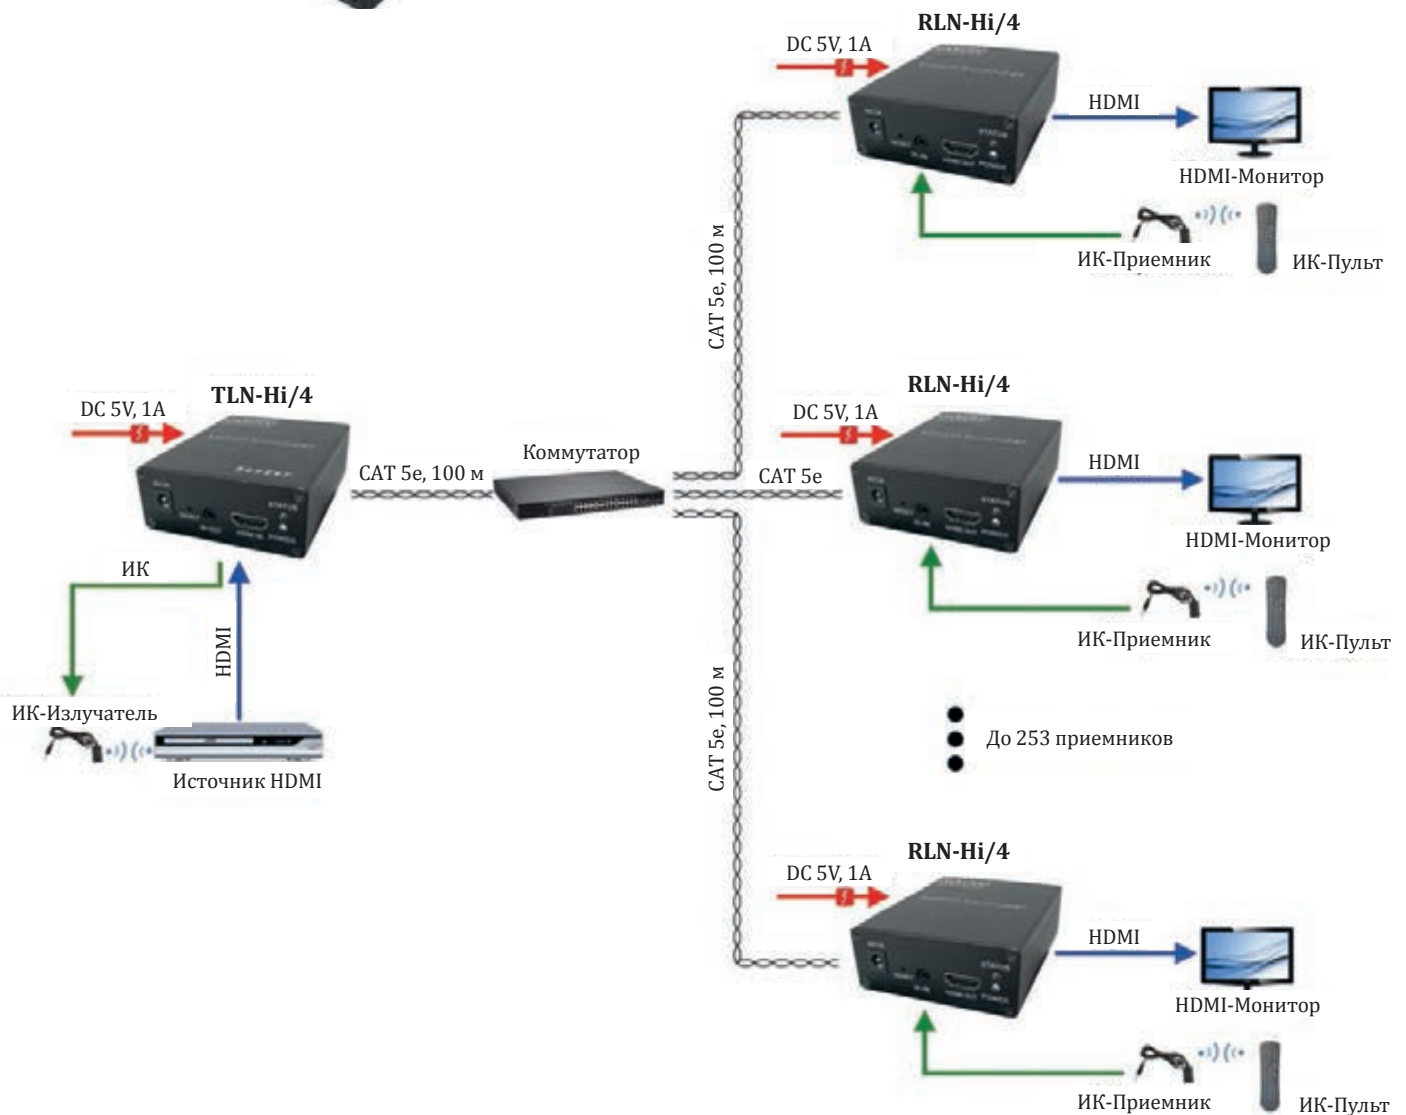 RLN-Hi/4
DC 5V, 1A
HDMI
HDMI-Монитор
ИК-Приемник
ИК-Пульт
CAT 5e, 100 м
TLN-Hi/4
DC 5V, 1A
CAT 5e, 100 м
Коммутатор
ИК
HDMI
ИК-Излучатель
Источник HDMI
RLN-Hi/4
DC 5V, 1A
CAT 5e
HDMI
HDMI-Монитор
ИК-Приемник
ИК-Пульт
CAT 5e, 100 м
До 253 приемников
RLN-Hi/4
DC 5V, 1A
HDMI
HDMI-Монитор
ИК-Приемник
ИК-Пульт